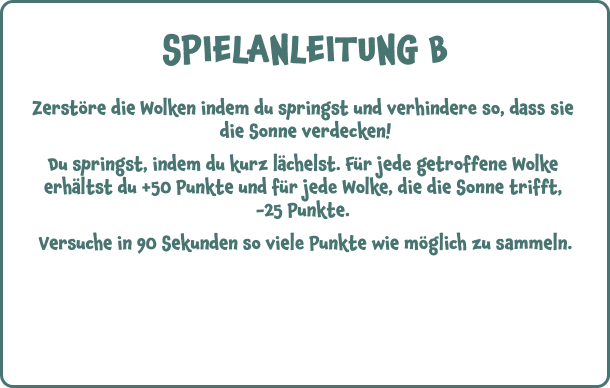 SPIELANLEITUNG B
Zerstöre die Wolken indem du springst und verhindere so, dass sie
die Sonne verdecken!
Du springst, indem du kurz lächelst. Für jede getroffene Wolke
erhältst du +50 Punkte und für jede Wolke, die die Sonne trifft,
-25 Punkte.
Versuche in 90 Sekunden so viele Punkte wie möglich zu sammeln.